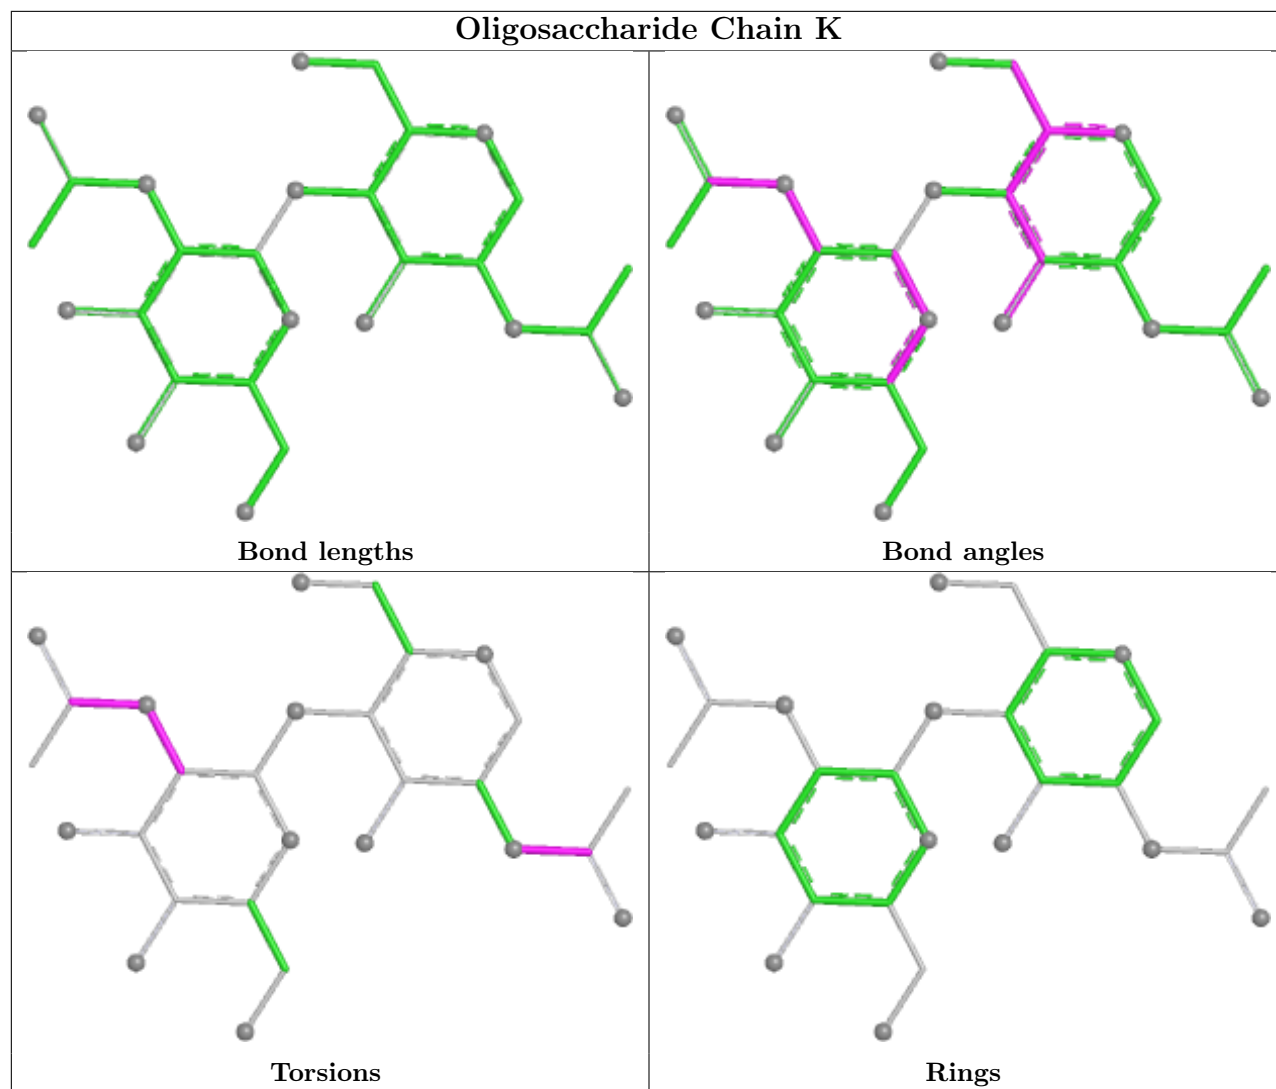 Oligosaccharide Chain K
Bond lengths
Bond angles
Torsions
Rings